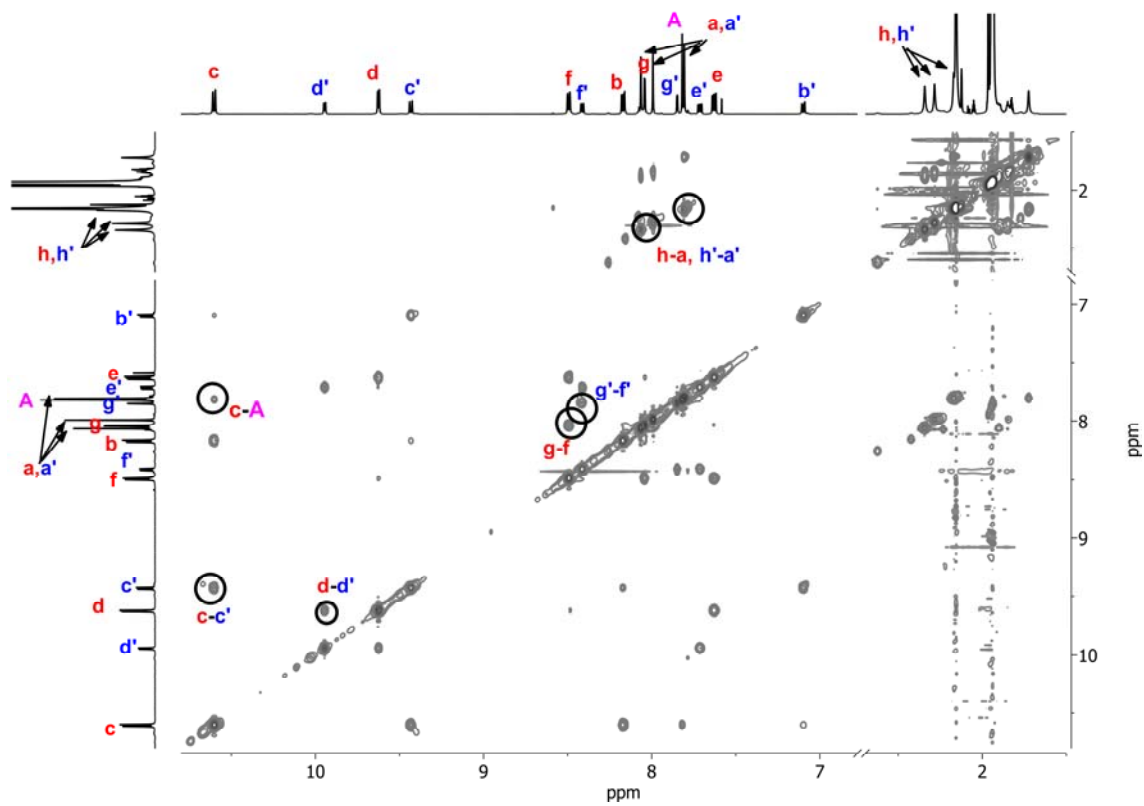 A
a,a'
h,h'
c
d'
d
c'
f
f'
b
g
g'
e'
e
b'
2
h,h'
h-a, h'-a'
b'
7
e
e'
A
g'
g
c-A
g'-f'
8
b
a,a'
g-f
f'
f
ppm
9
c'
d
c-c'
d-d'
d'
10
c
10
9
8
7
2
ppm